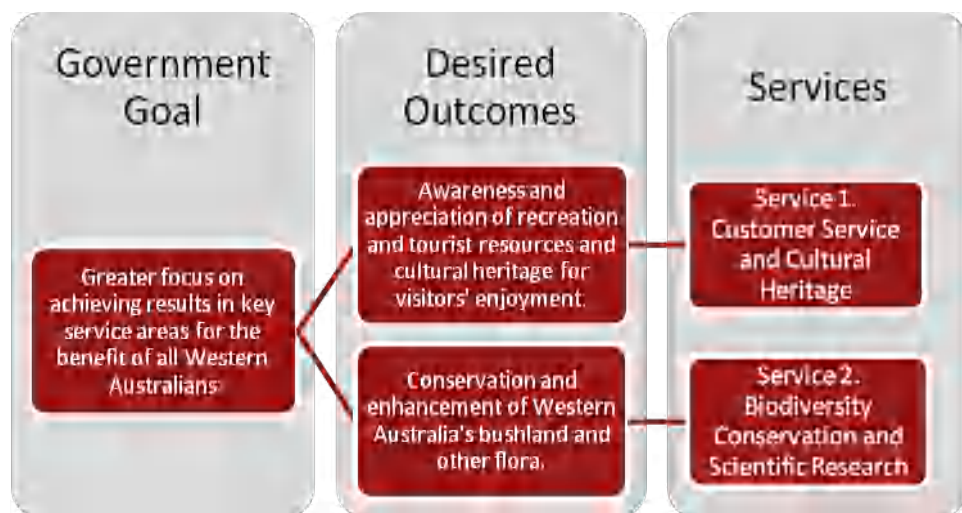 Government
Goal
Greater focus on
achieving results in key
service areas for the
benefit of all Western
Australians
Desired
Outcomes
Awareness and
appreciation of recreation
and tourist resources and
cultural heritage for
visitors' enjoyment.
Conservation and
enhancement of Western
Australia's bushland and
other flora.
Services
Service 1.
Customer Service
and Cultural
Heritage
Service 2.
Biodiversity
Conservation and
Scientific Research